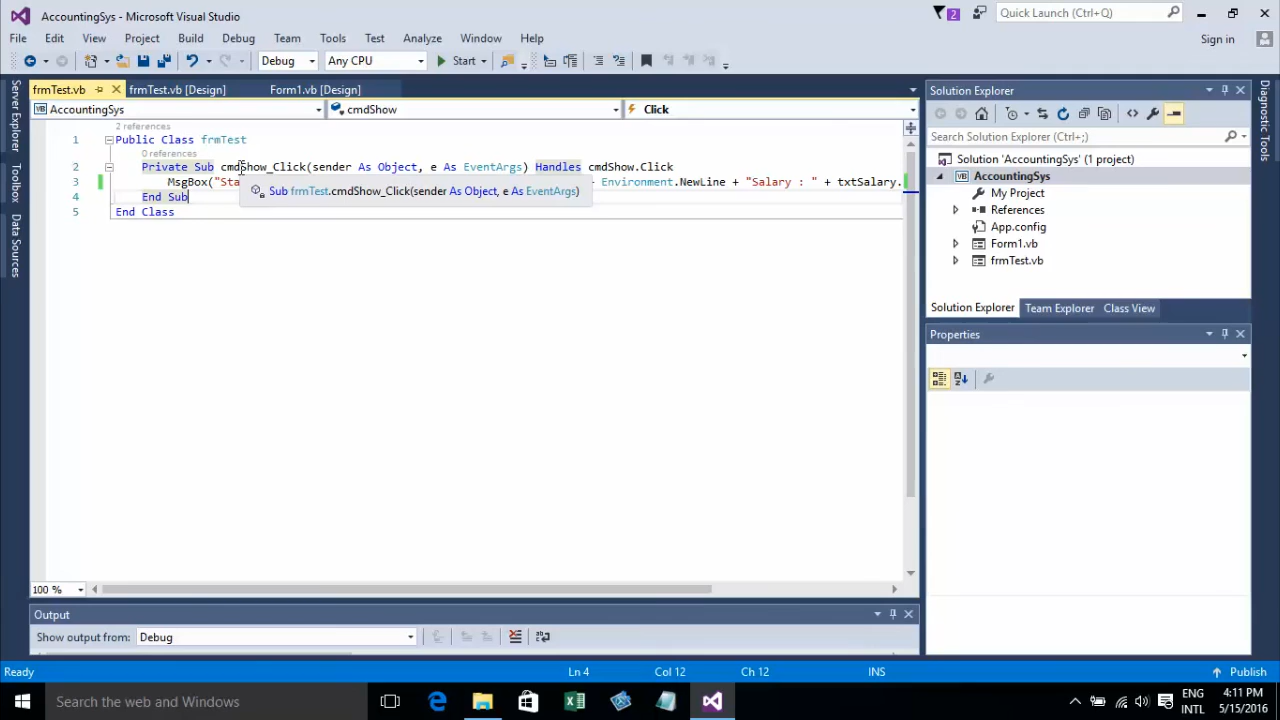 AccountingSys - Microsoft Visual Studio
2
Quick Launch (Ctrl+Q)
File Edit View Project Build Debug Team Tools Test Analyze Window Help
Sign in
Debug Any CPU Start
frmTest.vb frmTest.vb [Design] Form1.vb [Design]
AccountingSys cmdShow Click
2 references
1 Public Class frmTest
0 references
2 Private Sub cmdShow_Click(sender As Object, e As EventArgs) Handles cmdShow.Click
3 MsgBox("Sta Environment.NewLine + "Salary : " + txtSalary.
Sub frmTest.cmdShow_Click(sender As Object, e As EventArgs)
4 End Sub
5 End Class
100 %
Server Explorer
Toolbox
Data Sources
Solution Explorer
Search Solution Explorer (Ctrl+;)
Solution 'AccountingSys' (1 project)
AccountingSys
My Project
References
App.config
Form1.vb
frmTest.vb
Solution Explorer Team Explorer Class View
Properties
Diagnostic Tools
Output
Show output from: Debug
Ready Ln 4 Col 12 Ch 12 INS Publish
Search the web and Windows
ENG 4:11 PM
INTL 5/15/2016